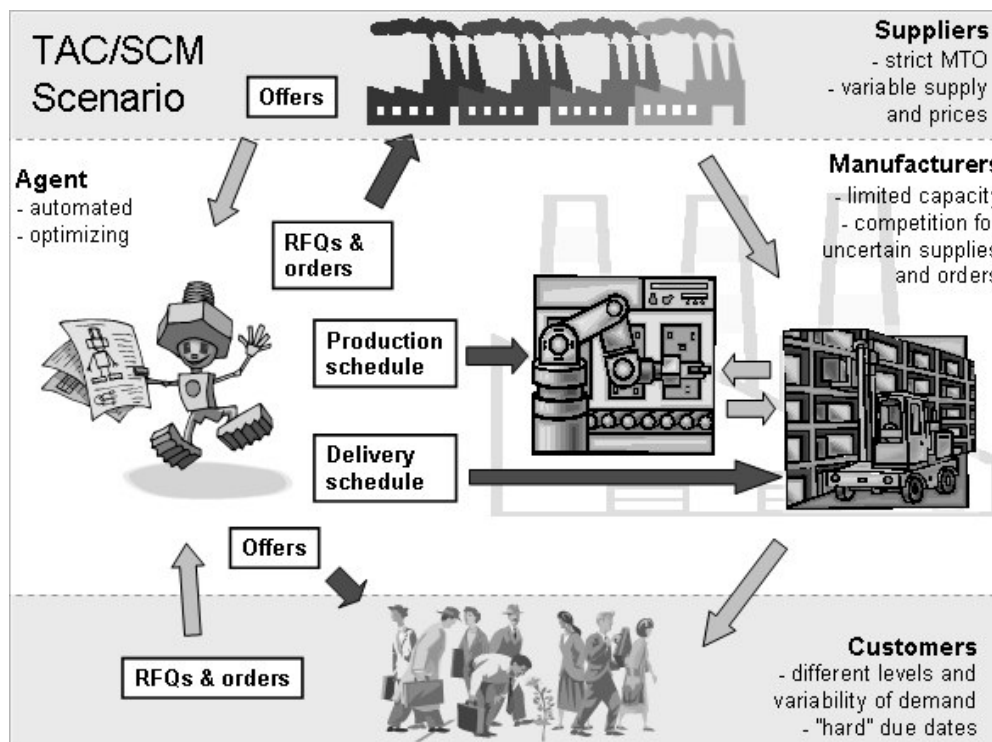 TAC/SCM
Scenario
Offers
Suppliers
- strict MTO
- variable supply
and prices
Agent
- automated
- optimizing
RFQs &
orders
Manufacturers
- limited capacity
- competition fo
uncertain supplies
and orders
Production
schedule
Delivery
schedule
Offers
RFQs & orders
Customers
- different levels and
variability of demand
- "hard" due dates